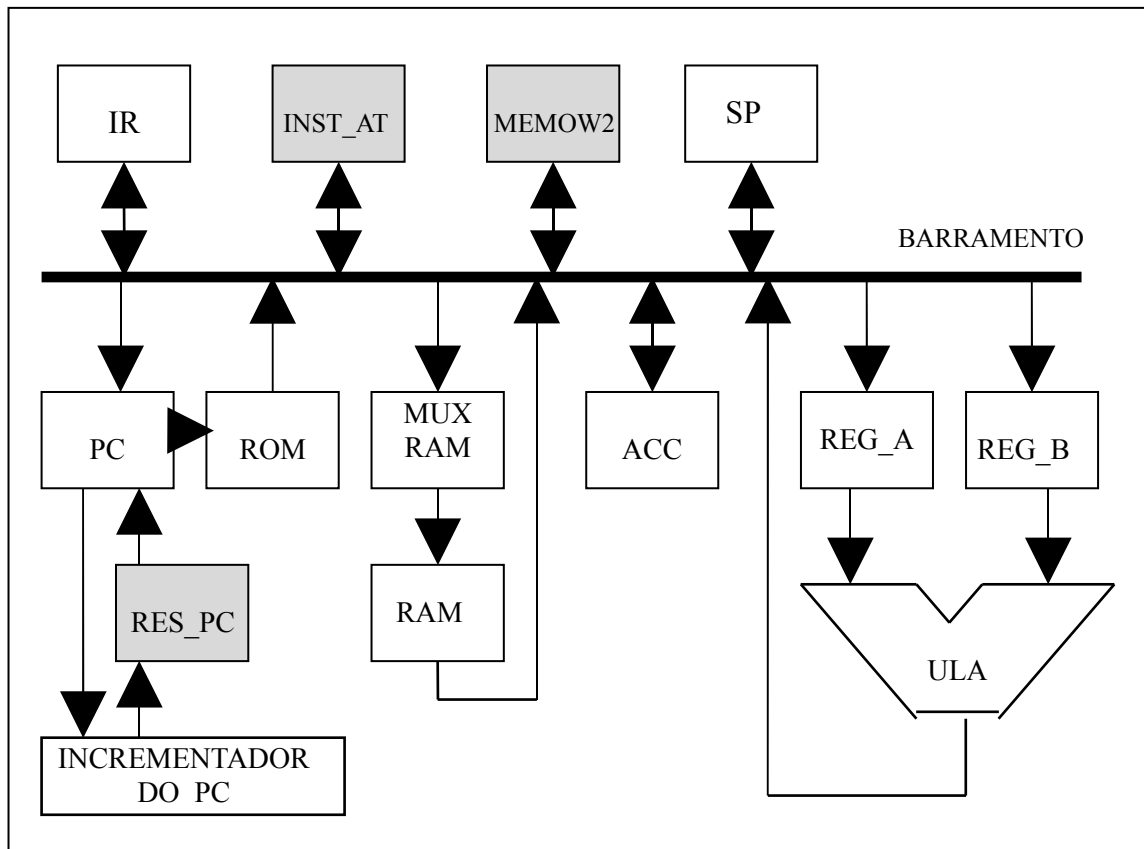 IR
INST_AT
MEMOW2
SP
BARRAMENTO
PC
ROM
MUX
RAM
ACC
REG_A
REG_B
RES_PC
RAM
ULA
INCREMENTADOR
DO PC